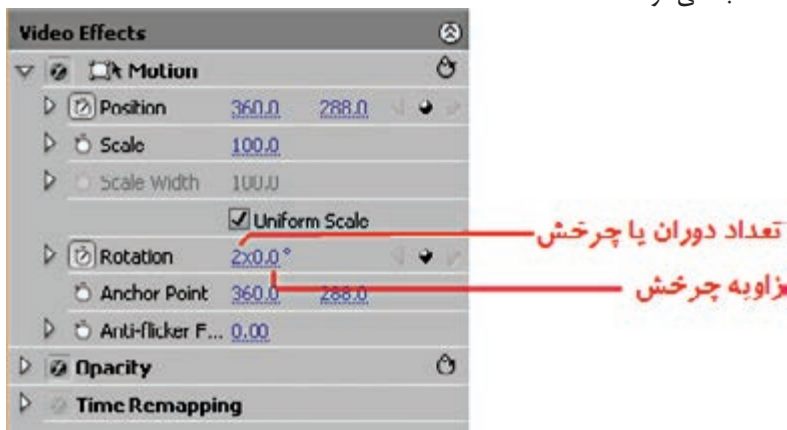 Video Effects
Motion
Position 360.0 288.0
Scale 100.0
Scale Width 100.0
Uniform Scale
تعداد دوران یا چرخش
Rotation 2x0.0°
زاویه چرخش
Anchor Point 360.0 288.0
Anti-flicker F... 0.00
Opacity
Time Remapping